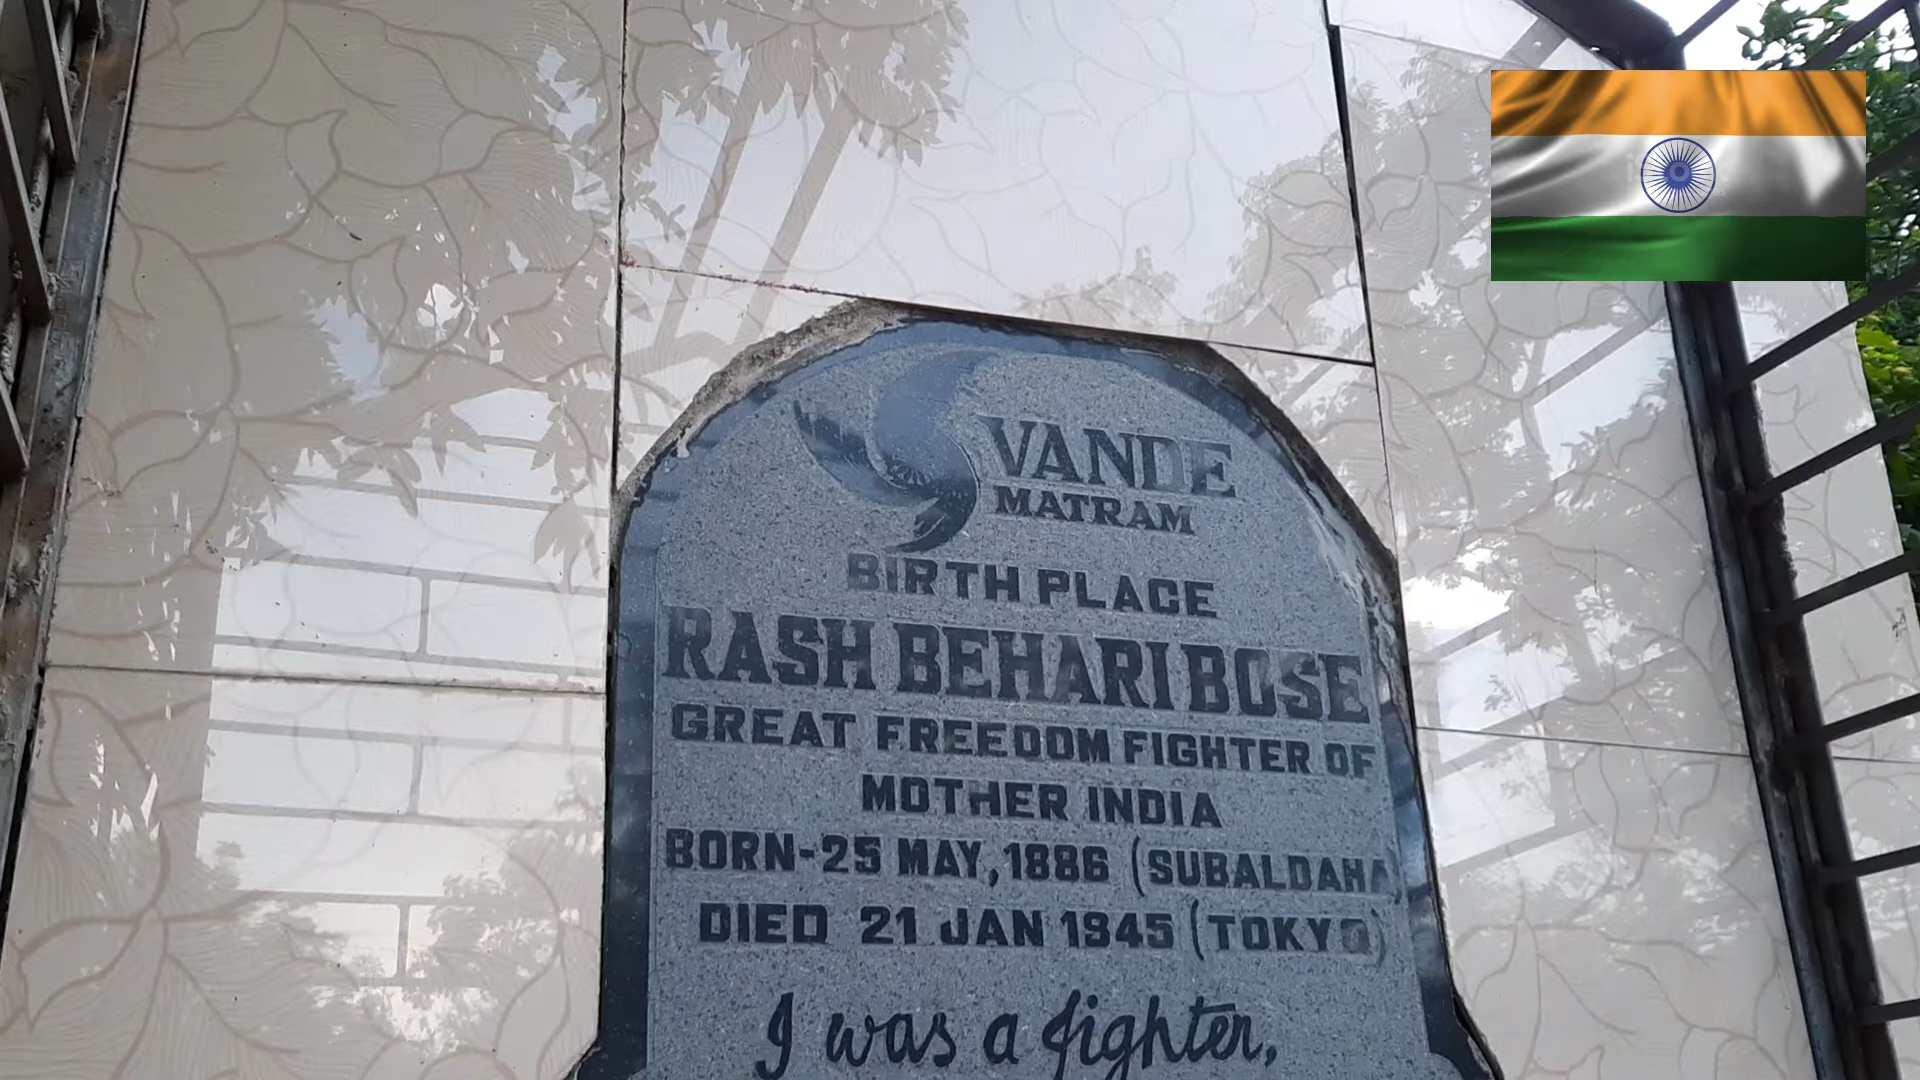 VANDE
MATRAM
BIRTH PLACE
RASH BEHARI BOSE
GREAT FREEDOM FIGHTER OF
MOTHER INDIA
BORN-25 MAY, 1886 (SUBALDAHA)
DIED 21 JAN 1945 (TOKYO)
I was a fighter,